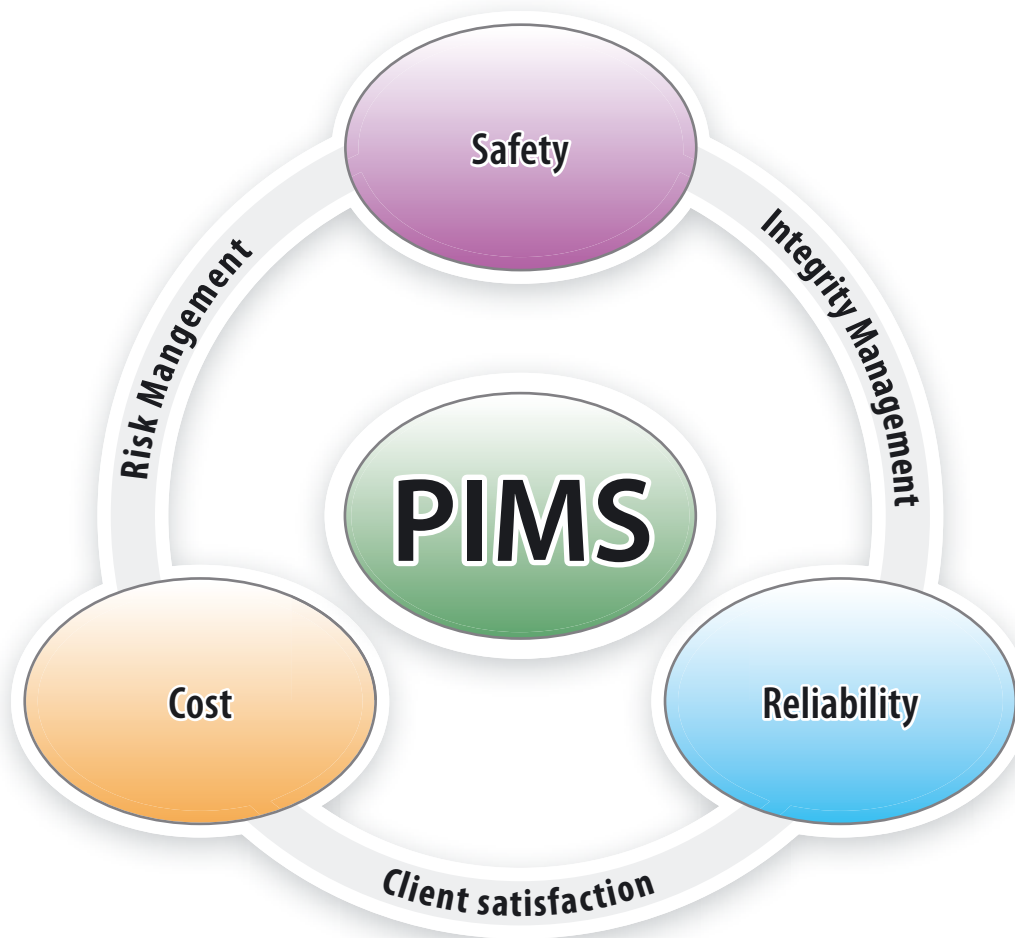 Safety
Risk Mangement
Integrity Management
PIMS
Cost
Reliability
Client satisfaction